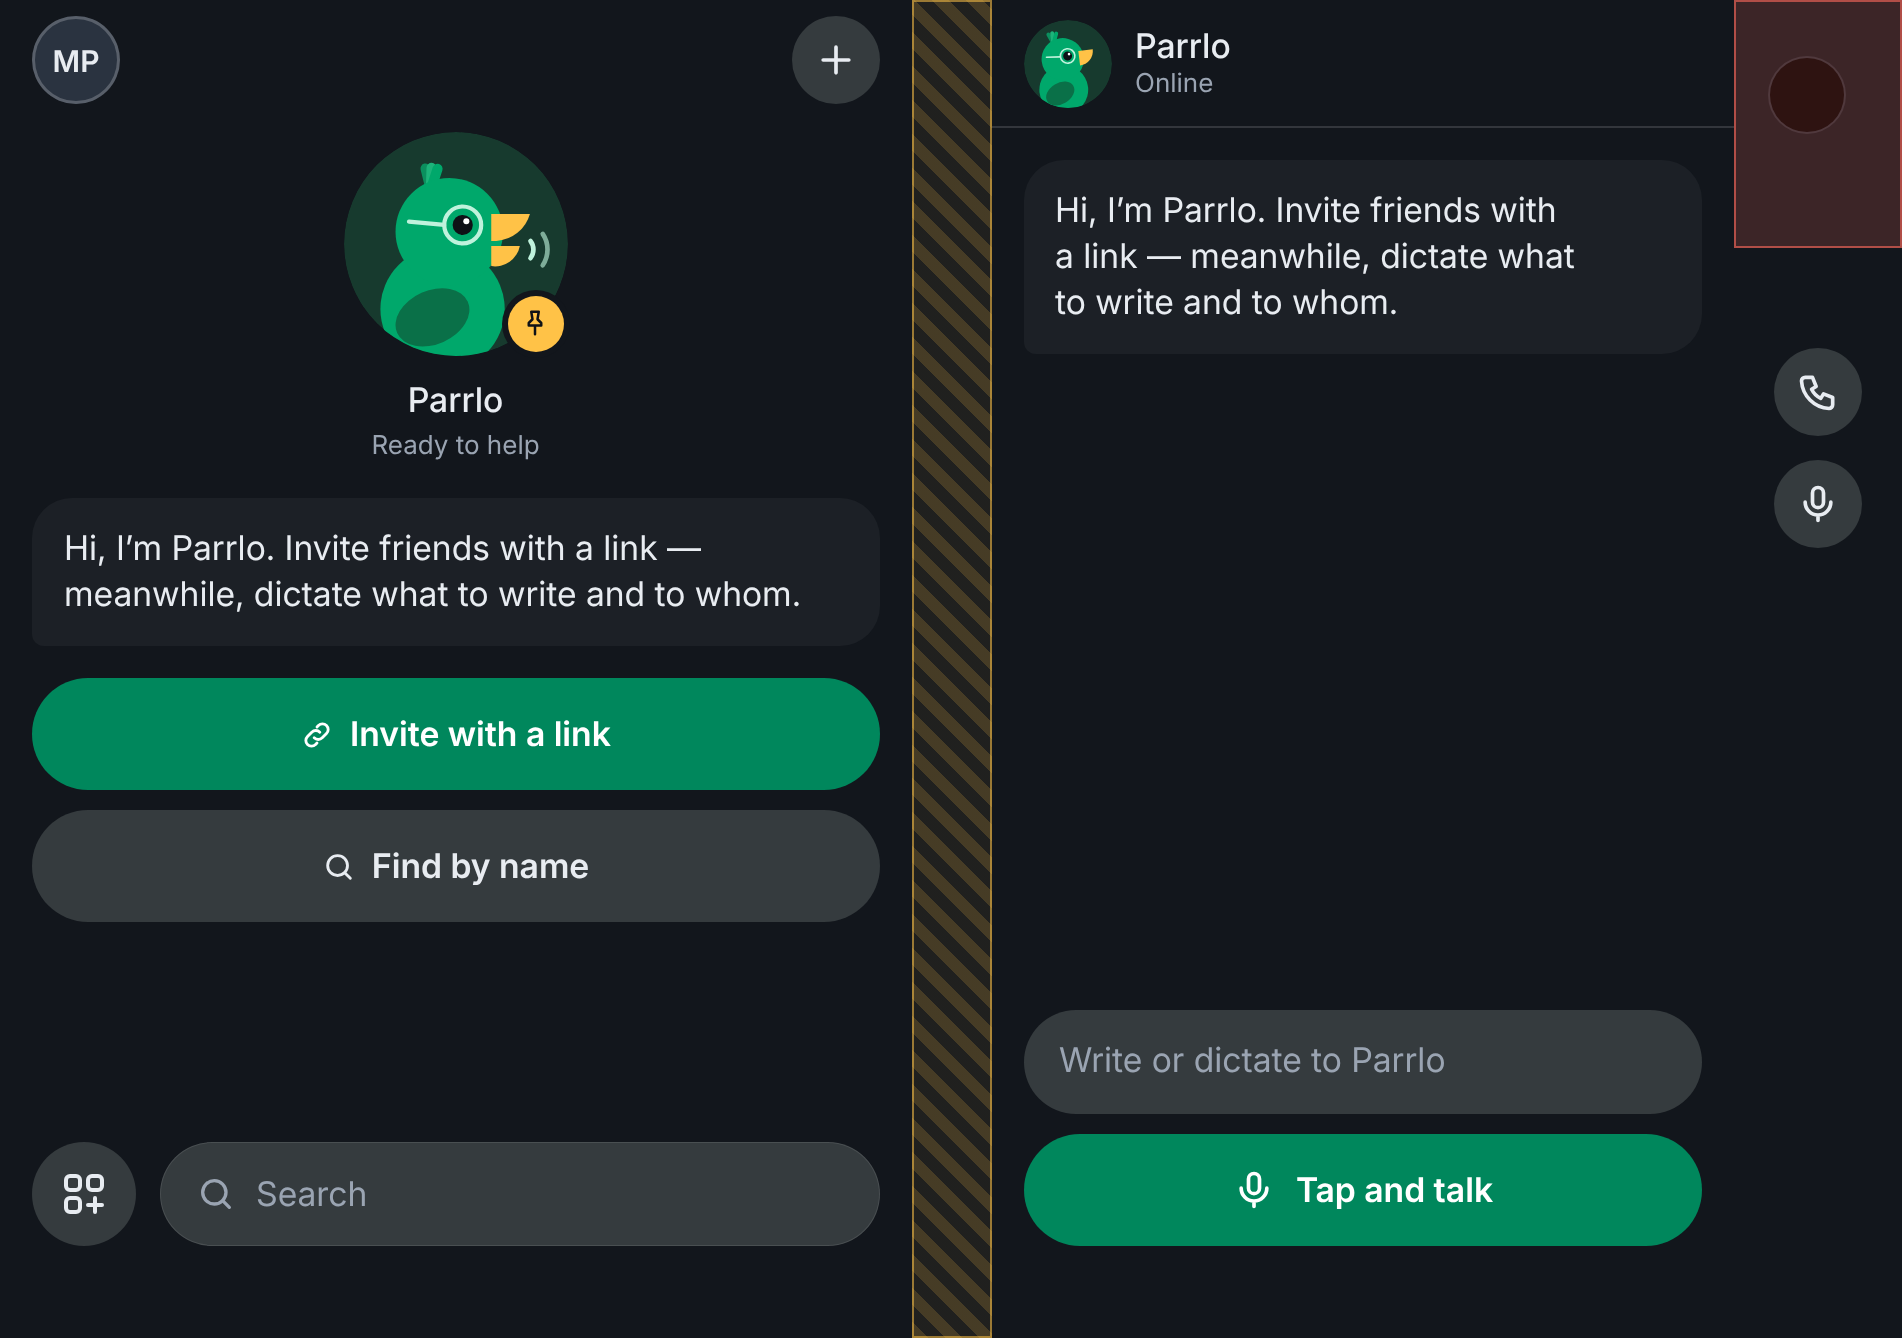 MP
Parrlo
Ready to help
Hi, I’m Parrlo. Invite friends with a link —
meanwhile, dictate what to write and to whom.
Invite with a link
Find by name
Search
Parrlo
Online
Hi, I’m Parrlo. Invite friends with
a link — meanwhile, dictate what
to write and to whom.
Write or dictate to Parrlo
Tap and talk